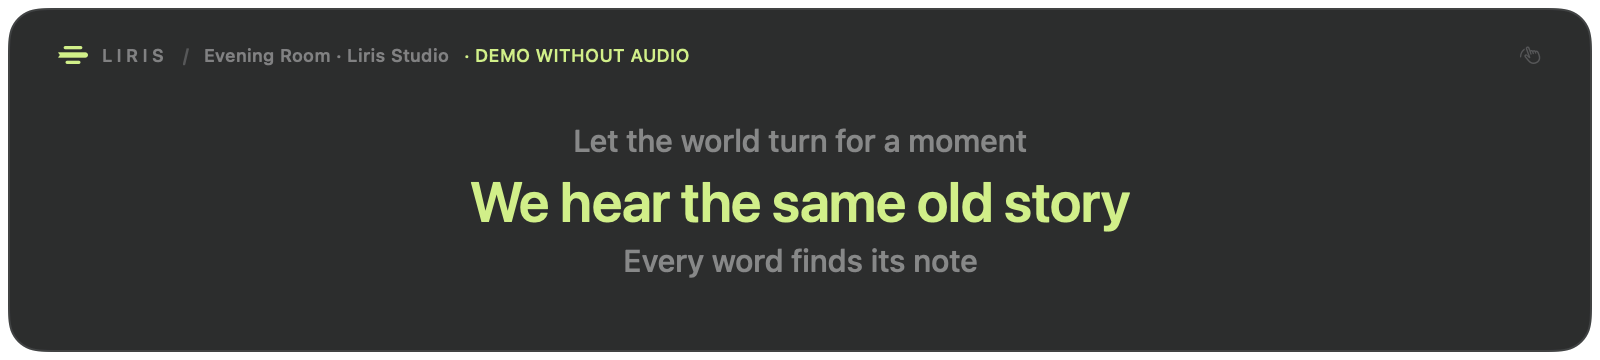 LIRIS / Evening Room · Liris Studio · DEMO WITHOUT AUDIO
Let the world turn for a moment
We hear the same old story
Every word finds its note